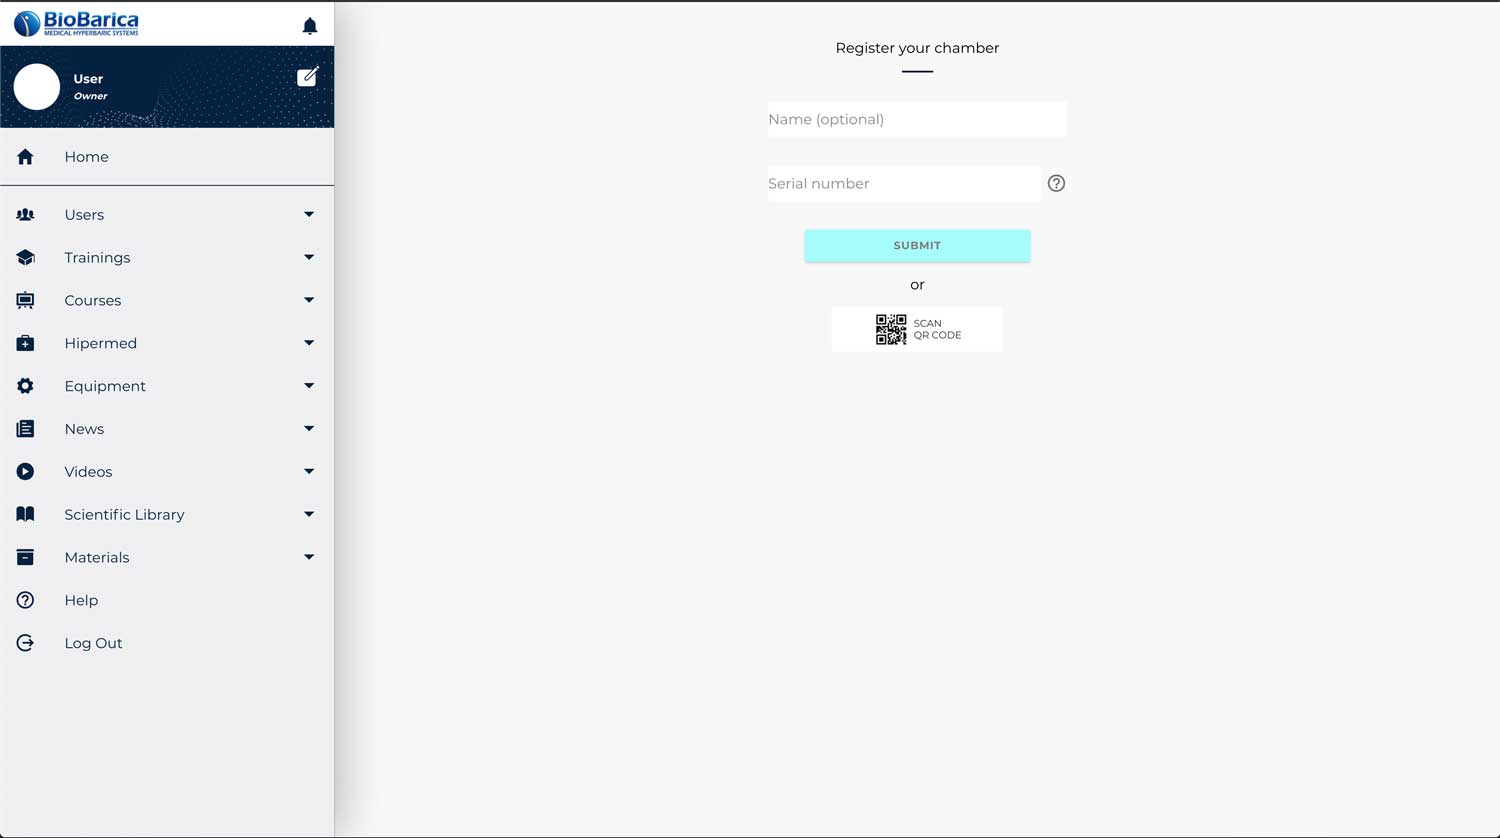 BioBarica
MEDICAL HYPERBARIC SYSTEMS
User
Owner
Home
Users
Trainings
Courses
Hipermed
Equipment
News
Videos
Scientific Library
Materials
Help
Log Out
Register your chamber
Name (optional)
Serial number
SUBMIT
or
SCAN
QR CODE